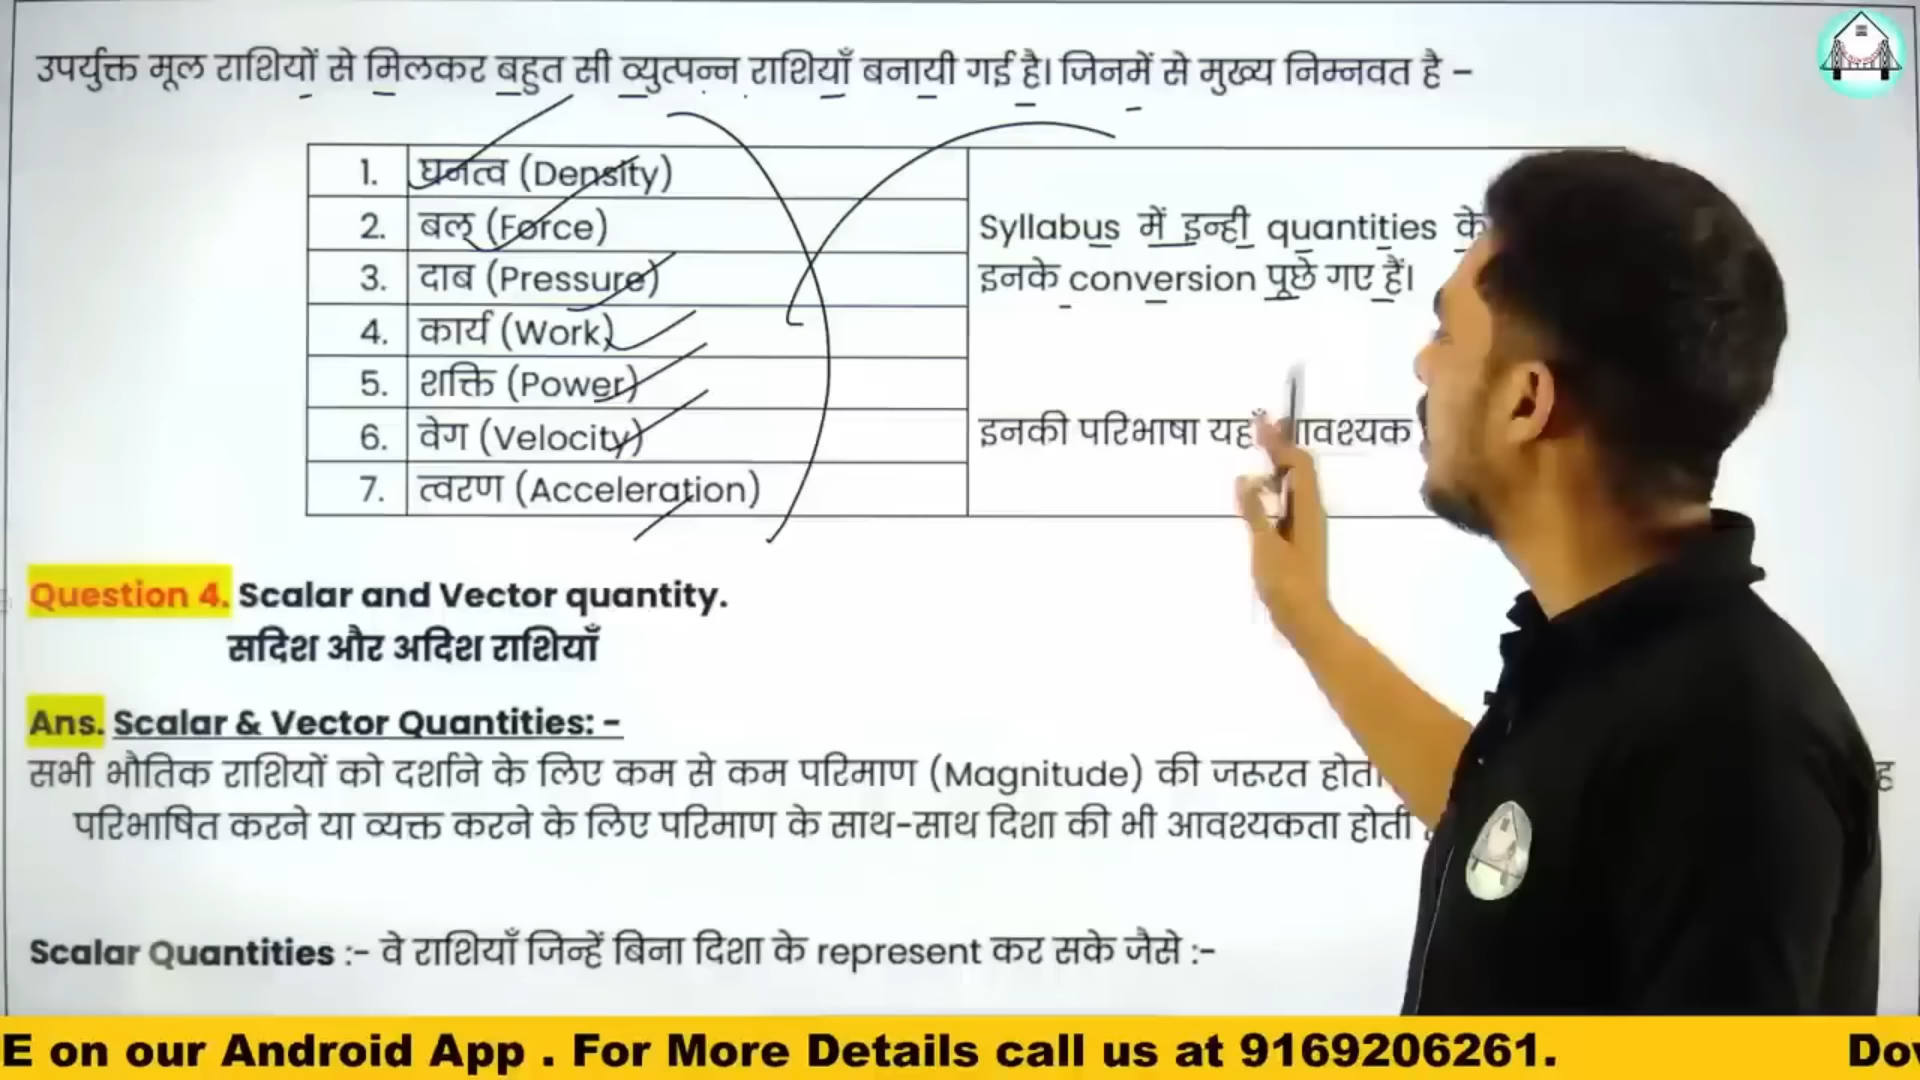 उपर्युक्त मूल राशियों से मिलकर बहुत सी व्युत्पन्न राशियाँ बनायी गई है। जिनमें से मुख्य निम्नवत है –
1. घनत्व (Density)
2. बल (Force)
3. दाब (Pressure)
4. कार्य (Work)
5. शक्ति (Power)
6. वेग (Velocity)
7. त्वरण (Acceleration)
Syllabus में इन्ही quantities के
इनके conversion पूछे गए हैं।
इनकी परिभाषा
Question 4. Scalar and Vector quantity.
सदिश और अदिश राशियाँ
Ans. Scalar & Vector Quantities: -
सभी भौतिक राशियों को दर्शाने के लिए कम से कम परिमाण (Magnitude) की जरूरत
परिभाषित करने या व्यक्त करने के लिए परिमाण के साथ-साथ दिशा की भी आवश्यकता होती
Scalar Quantities :- वे राशियाँ जिन्हें बिना दिशा के represent कर सके जैसे :-
E on our Android App . For More Details call us at 9169206261.